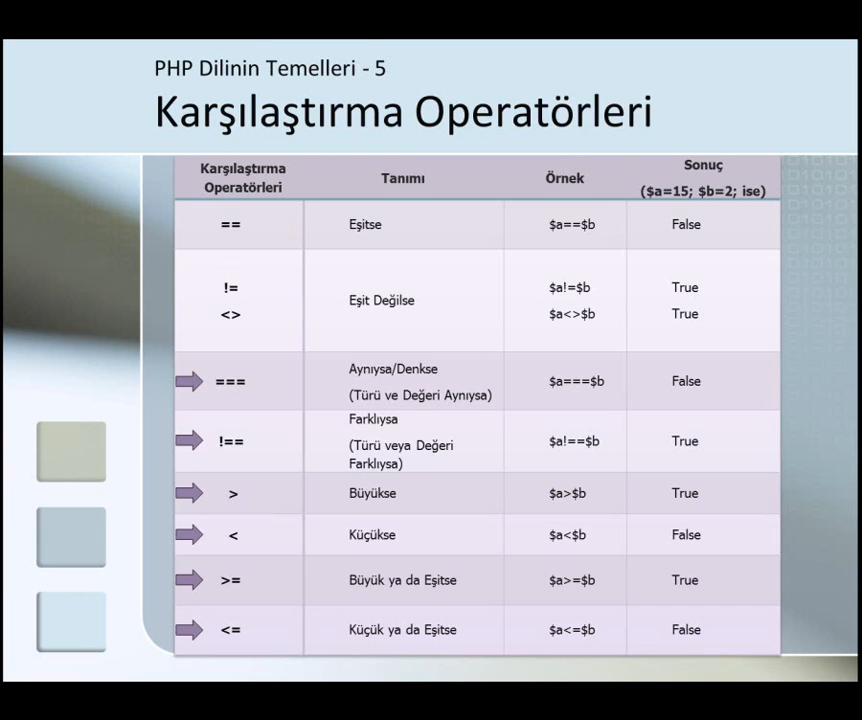 PHP Dilinin Temelleri - 5
Karşılaştırma Operatörleri
Karşılaştırma
Operatörleri
Tanımı
Örnek
Sonuç
($a=15; $b=2; ise)
==
Eşitse
$a==$b
False
!=
<>
Eşit Değilse
$a!=$b
$a<>$b
True
True
===
Aynıysa/Denkse
(Türü ve Değeri Aynıysa)
$a===$b
False
!==
Farklıysa
(Türü veya Değeri
Farklıysa)
$a!==$b
True
>
Büyükse
$a>$b
True
<
Küçükse
$a<$b
False
>=
Büyük ya da Eşitse
$a>=$b
True
<=
Küçük ya da Eşitse
$a<=$b
False